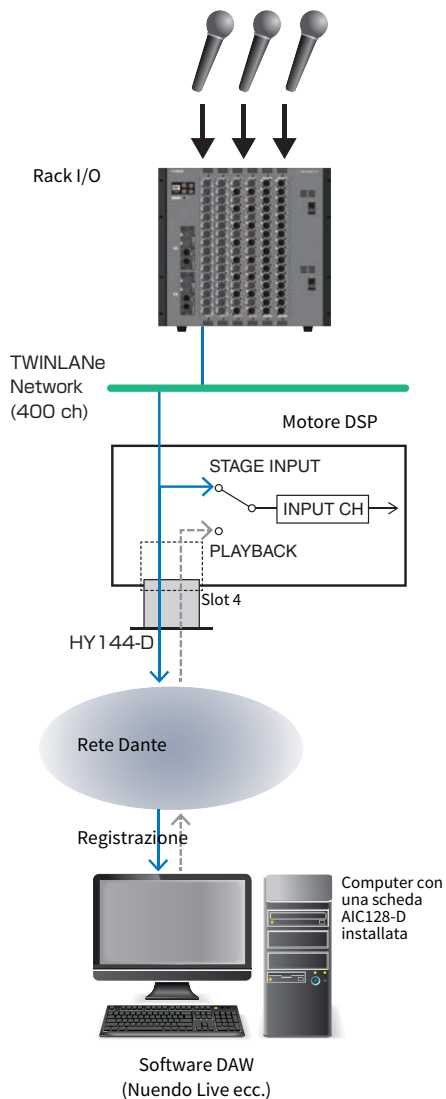 Rack I/O
TWINLANe
Network
(400 ch)
Motore DSP
STAGE INPUT
INPUT CH
PLAYBACK
Slot 4
HY144-D
Rete Dante
Registrazione
Computer con
una scheda
AIC128-D
installata
Software DAW
(Nuendo Live ecc.)